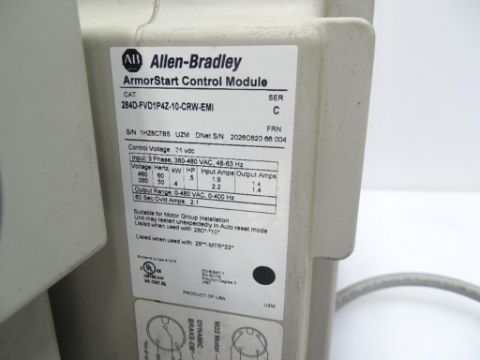 AB Allen-Bradley
ArmorStart Control Module
CAT SER
284D-FVD1P4Z-10-CRW-EMI C
FRN
S/N 1HZ8C7B5 UZM DNet S/N 2026C620 66.004
Control Voltage: 24 vdc
Input: 3 Phase, 380-480 VAC, 48-63 Hz
Voltage Hertz kW HP Input Amps Output Amps
480 60 .5 1.9 1.4
380 50 .4 2.2 1.4
Output Range: 0-460 VAC, 0-400 Hz
60 Sec Ovld Amps: 2.1
Suitable for Motor Group Installation
Unit may restart unexpectedly in Auto reset mode
Listed when used with 280*-*10*
Listed when used with
28**-MTR*22*
UL
PRODUCT OF USA
UZM
M22 Motor
DYNAMIC